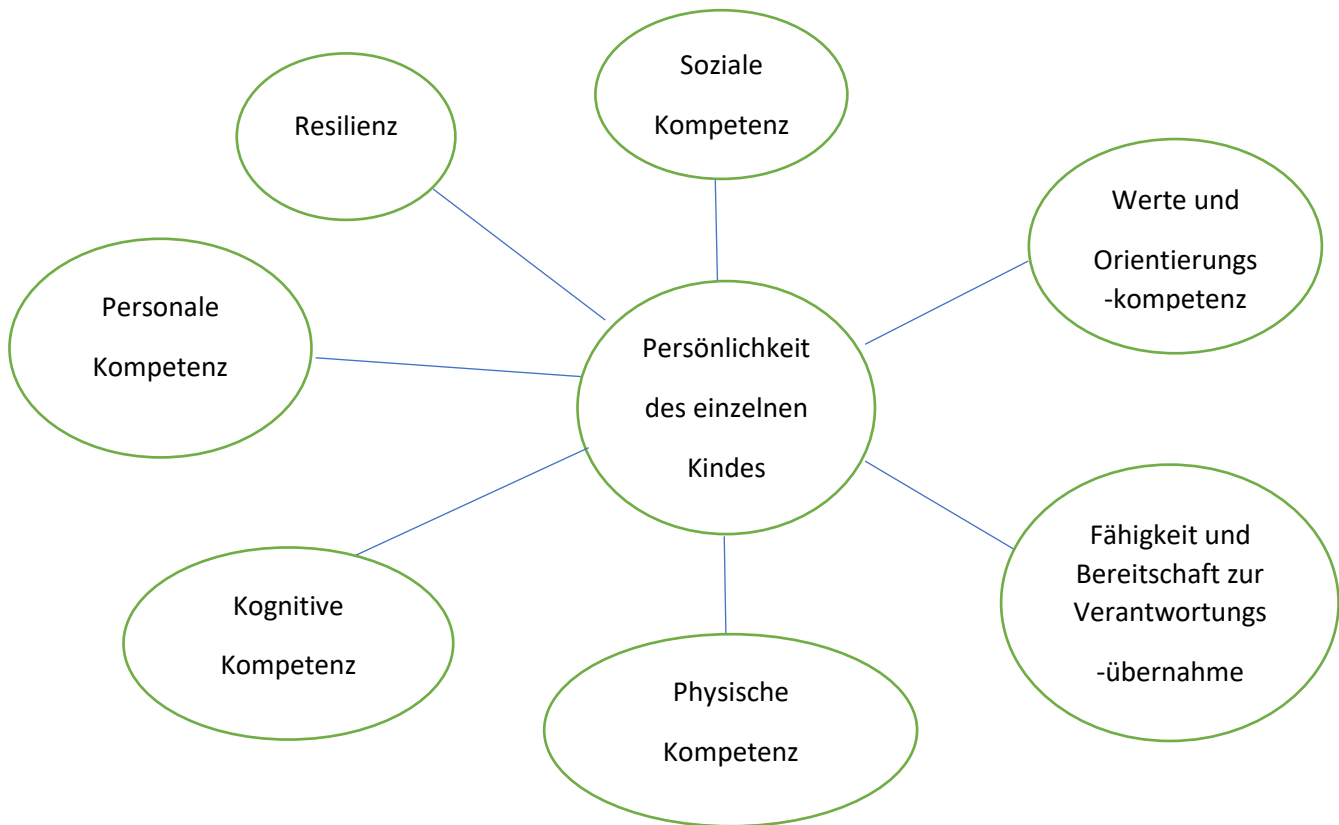 Soziale
Kompetenz
Resilienz
Werte und
Orientierungs
-kompetenz
Personale
Kompetenz
Persönlichkeit
des einzelnen
Kindes
Fähigkeit und
Bereitschaft zur
Verantwortungs
-übernahme
Kognitive
Kompetenz
Physische
Kompetenz